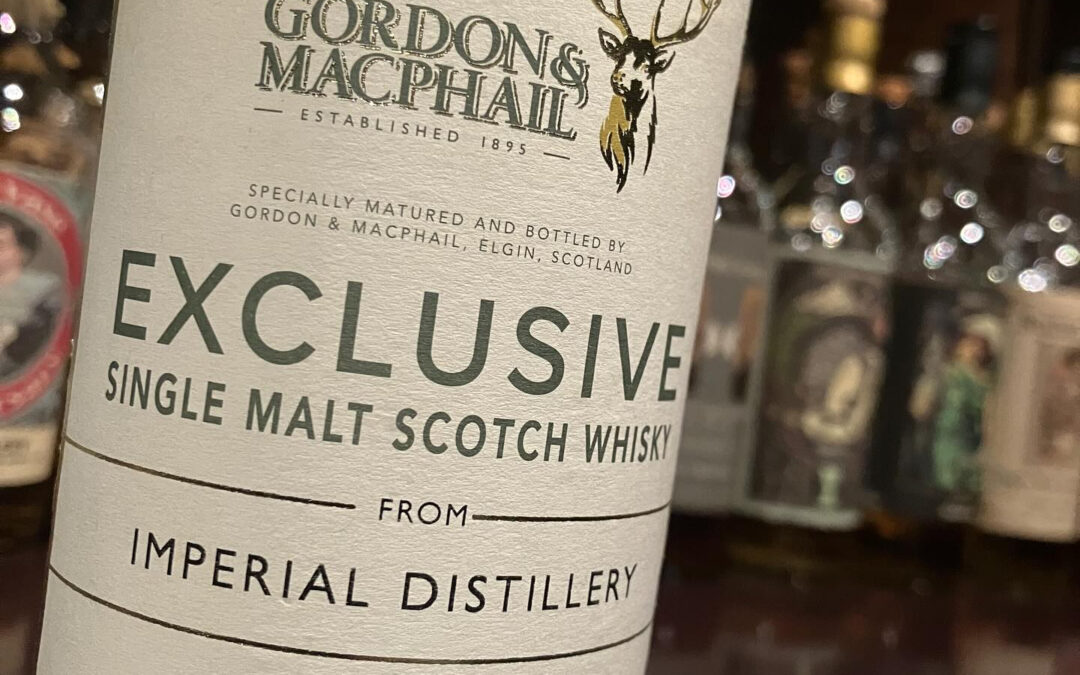 GORDON &
MACPHAIL
ESTABLISHED 1895
SPECIALLY MATURED AND BOTTLED BY
GORDON & MACPHAIL, ELGIN, SCOTLAND
EXCLUSIVE
SINGLE MALT SCOTCH WHISKY
FROM
IMPERIAL DISTILLERY